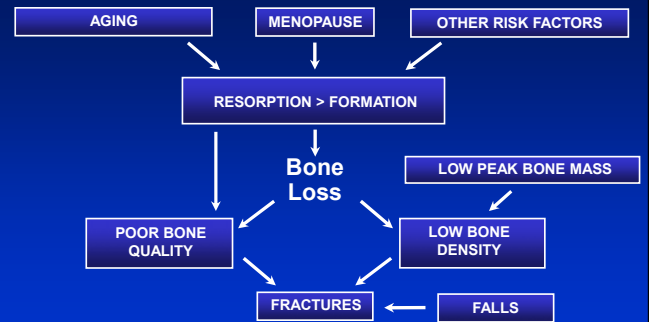 AGING
MENOPAUSE
OTHER RISK FACTORS
RESORPTION > FORMATION
Bone
Loss
LOW PEAK BONE MASS
POOR BONE
QUALITY
LOW BONE
DENSITY
FRACTURES
FALLS